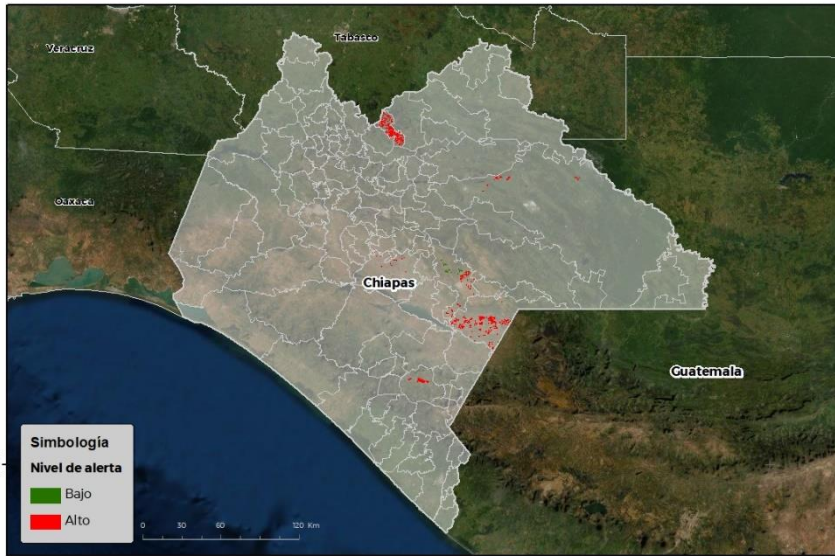 Tabasco
Veracruz
Oaxaca
Chiapas
Guatemala
Simbología
Nivel de alerta
Bajo
Alto
0 30 60 120 Km